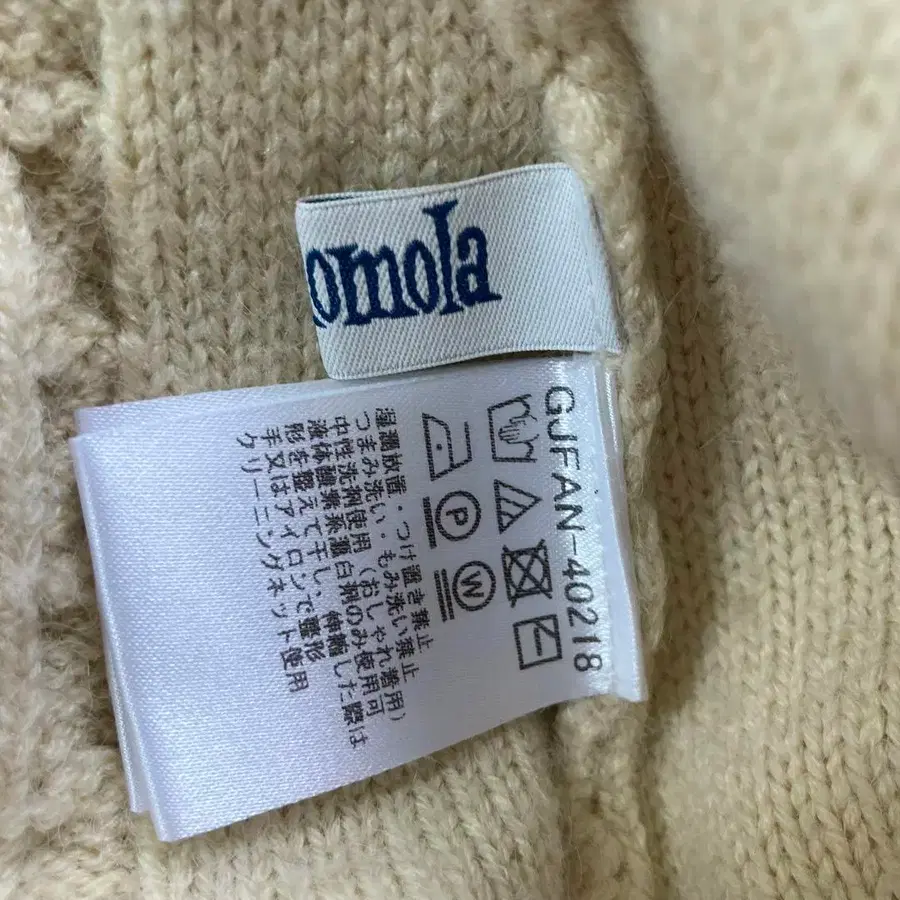 omola
GJFAN-40218
P
W
湿潤放置・つけ置き禁止
つまみ洗い・もみ洗い禁止
中性洗剤使用（おしゃれ着用）
液体酸素系蛋白剤のみ使用可
形を整えて干し、伸縮した際は
手又はアイロンで整形
クリーニングネット使用